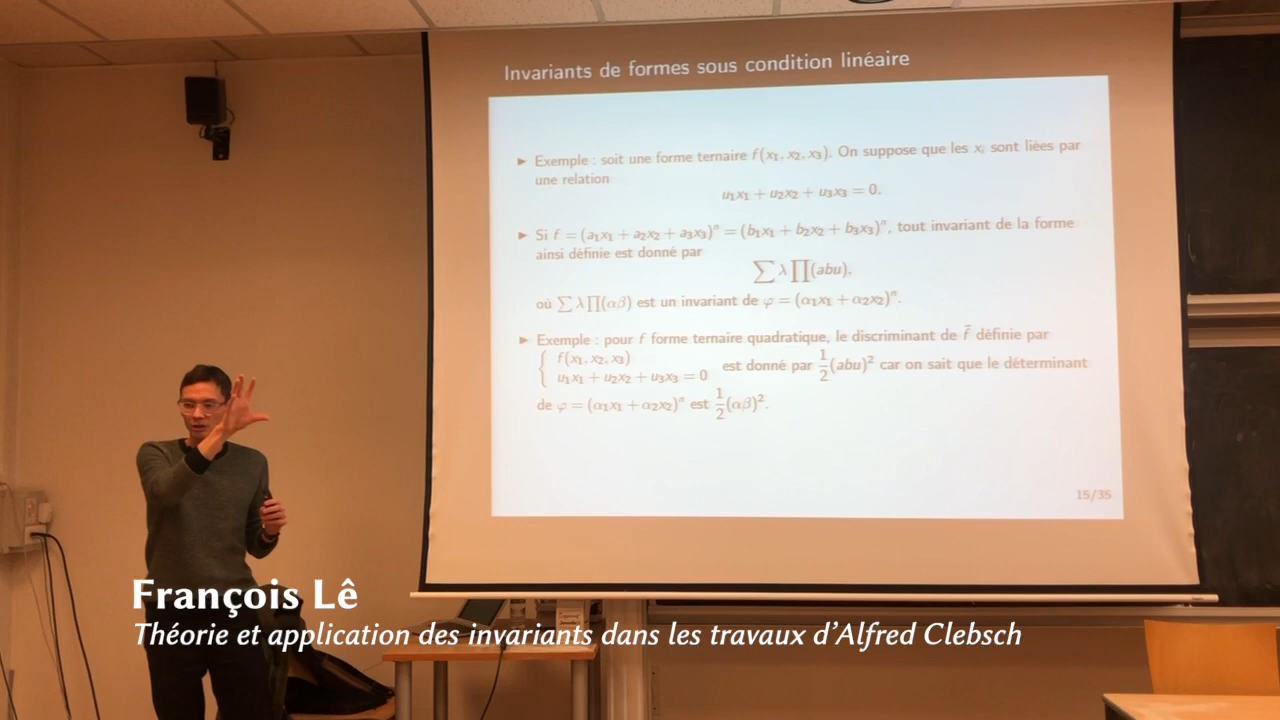 Invariants de formes sous condition linéaire
► Exemple : soit une forme ternaire f(x₁, x₂, x₃). On suppose que les xᵢ sont liées par
une relation
u₁x₁ + u₂x₂ + u₃x₃ = 0.
► Si f = (a₁x₁ + a₂x₂ + a₃x₃)ⁿ = (b₁x₁ + b₂x₂ + b₃x₃)ⁿ, tout invariant de la forme
ainsi définie est donné par
∑ λ ∏(abu),
où ∑ λ ∏(αβ) est un invariant de φ = (α₁x₁ + α₂x₂)ⁿ.
► Exemple : pour f forme ternaire quadratique, le discriminant de f̃ définie par
{ f(x₁, x₂, x₃)
u₁x₁ + u₂x₂ + u₃x₃ = 0 est donné par 1/2 (abu)² car on sait que le déterminant
de φ = (α₁x₁ + α₂x₂)ⁿ est 1/2 (αβ)².
15/35
François Lê
Théorie et application des invariants dans les travaux d’Alfred Clebsch